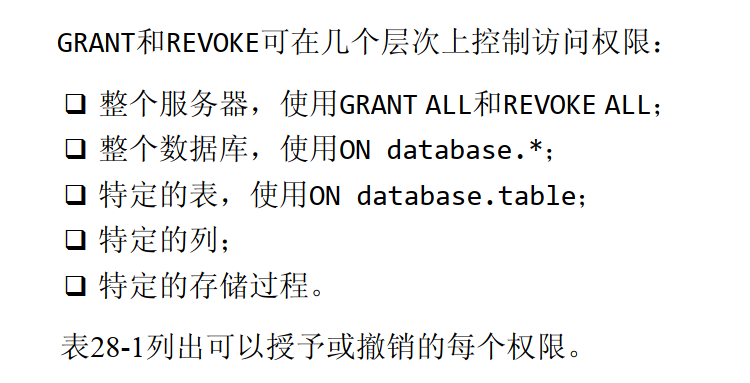 GRANT和REVOKE可在几个层次上控制访问权限：
❑ 整个服务器，使用GRANT ALL和REVOKE ALL；
❑ 整个数据库，使用ON database.*；
❑ 特定的表，使用ON database.table；
❑ 特定的列；
❑ 特定的存储过程。
表28-1列出可以授予或撤销的每个权限。